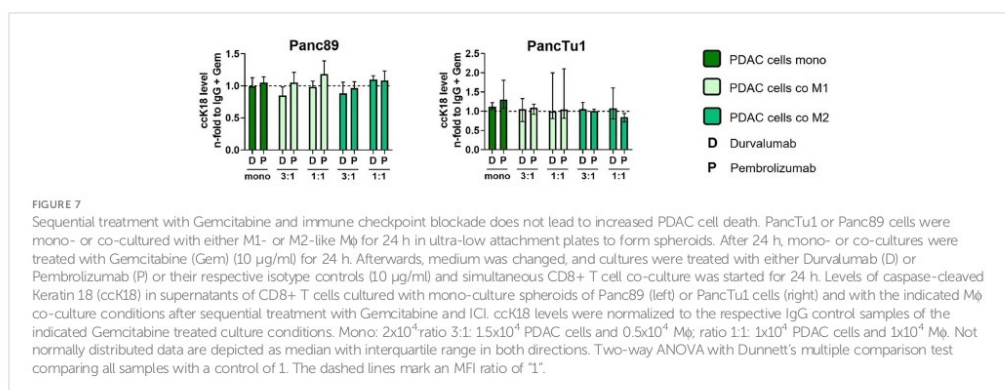 Panc89
PancTu1
ccK18 level
n-fold to IgG + Gem
1.5
1.0
0.5
0.0
D P D P D P D P D P
mono 3:1 1:1 3:1 1:1
ccK18 level
n-fold to IgG + Gem
2.5
2.0
1.5
1.0
0.5
0.0
D P D P D P D P D P
mono 3:1 1:1 3:1 1:1
PDAC cells mono
PDAC cells co M1
PDAC cells co M2
D Durvalumab
P Pembrolizumab
FIGURE 7
Sequential treatment with Gemcitabine and immune checkpoint blockade does not lead to increased PDAC cell death. PancTu1 or Panc89 cells were
mono- or co-cultured with either M1- or M2-like Mϕ for 24 h in ultra-low attachment plates to form spheroids. After 24 h, mono- or co-cultures were
treated with Gemcitabine (Gem) (10 µg/ml) for 24 h. Afterwards, medium was changed, and cultures were treated with either Durvalumab (D) or
Pembrolizumab (P) or their respective isotype controls (10 µg/ml) and simultaneous CD8+ T cell co-culture was started for 24 h. Levels of caspase-cleaved
Keratin 18 (ccK18) in supernatants of CD8+ T cells cultured with mono-culture spheroids of Panc89 (left) or PancTu1 cells (right) and with the indicated Mϕ
co-culture conditions after sequential treatment with Gemcitabine and ICI. ccK18 levels were normalized to the respective IgG control samples of the
indicated Gemcitabine treated culture conditions. Mono: 2x10⁴;ratio 3:1: 1.5x10⁴ PDAC cells and 0.5x10⁴ Mϕ; ratio 1:1: 1x10⁴ PDAC cells and 1x10⁴ Mϕ. Not
normally distributed data are depicted as median with interquartile range in both directions. Two-way ANOVA with Dunnett's multiple comparison test
comparing all samples with a control of 1. The dashed lines mark an MFI ratio of "1".